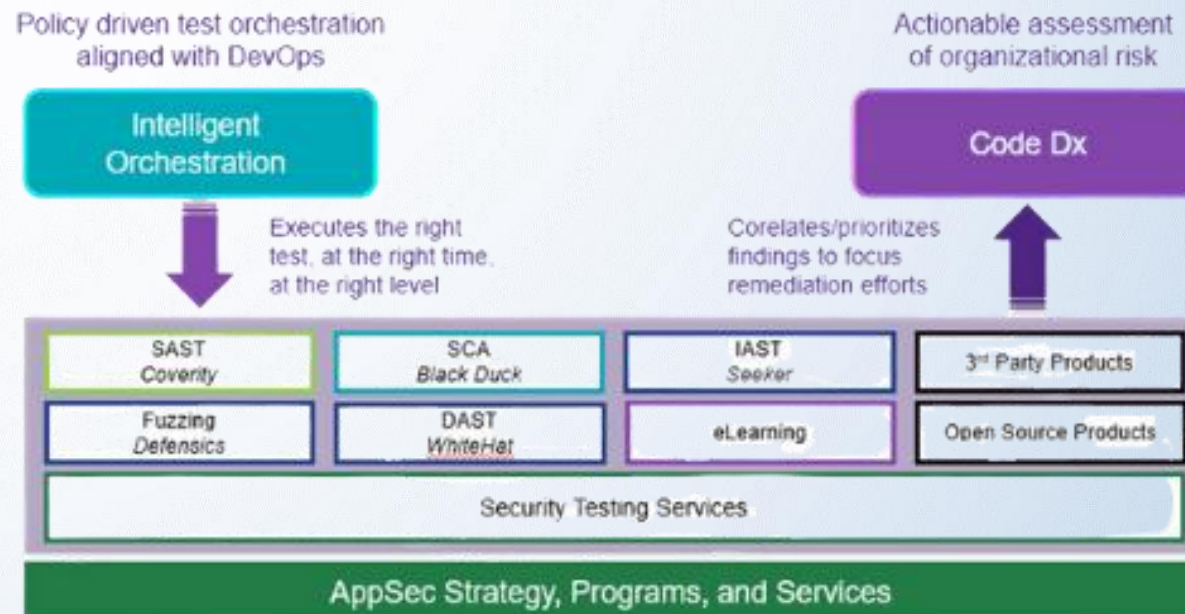 Policy driven test orchestration
aligned with DevOps
Actionable assessment
of organizational risk
Intelligent
Orchestration
Code Dx
Executes the right
test, at the right time,
at the right level
Corelates/prioritizes
findings to focus
remediation efforts
SAST
Coverity
SCA
Black Duck
IAST
Seeker
3rd Party Products
Fuzzing
Defensics
DAST
WhiteHat
eLearning
Open Source Products
Security Testing Services
AppSec Strategy, Programs, and Services